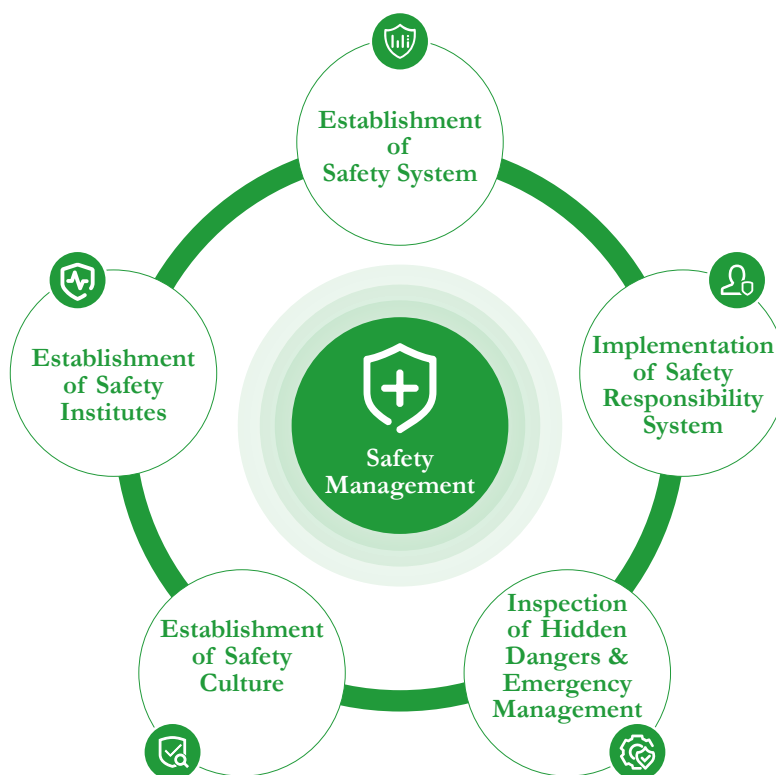 Establishment
of
Safety System
Establishment
of Safety
Institutes
Implementation
of Safety
Responsibility
System
Safety
Management
Establishment
of Safety
Culture
Inspection
of Hidden
Dangers &
Emergency
Management